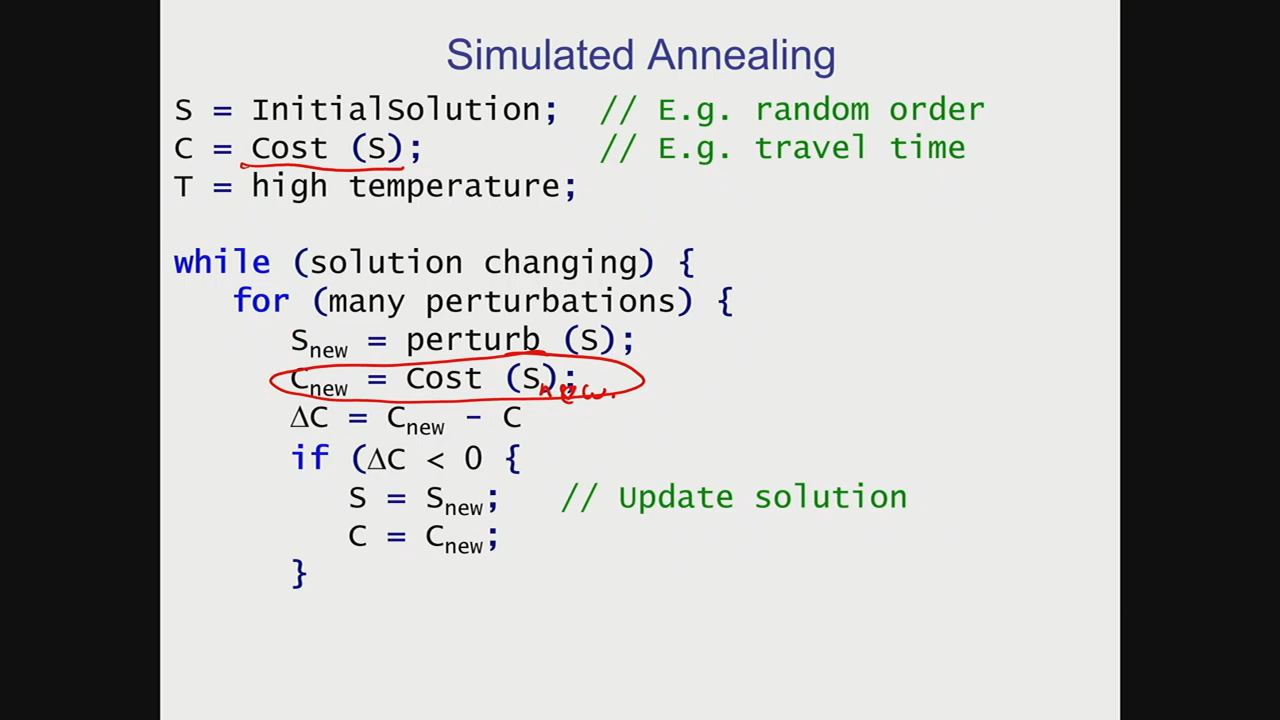 Simulated Annealing
S = InitialSolution; // E.g. random order
C = Cost (S); // E.g. travel time
T = high temperature;
while (solution changing) {
for (many perturbations) {
Snew = perturb (S);
Cnew = Cost (S);
new.
ΔC = Cnew - C
if (ΔC < 0 {
S = Snew; // Update solution
C = Cnew;
}